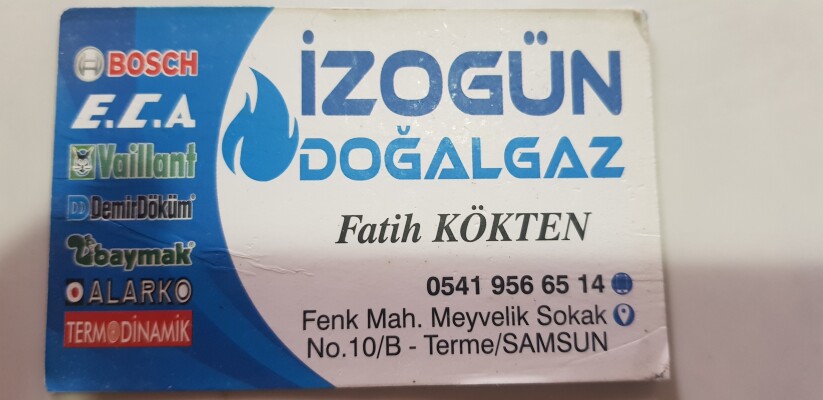 BOSCH
E.C.A
Vaillant
DemirDöküm
baymak
ALARKO
TERMODİNAMİK
İZOGÜN
DOĞALGAZ
Fatih KÖKTEN
0541 956 65 14
Fenk Mah. Meyvelik Sokak
No.10/B - Terme/SAMSUN